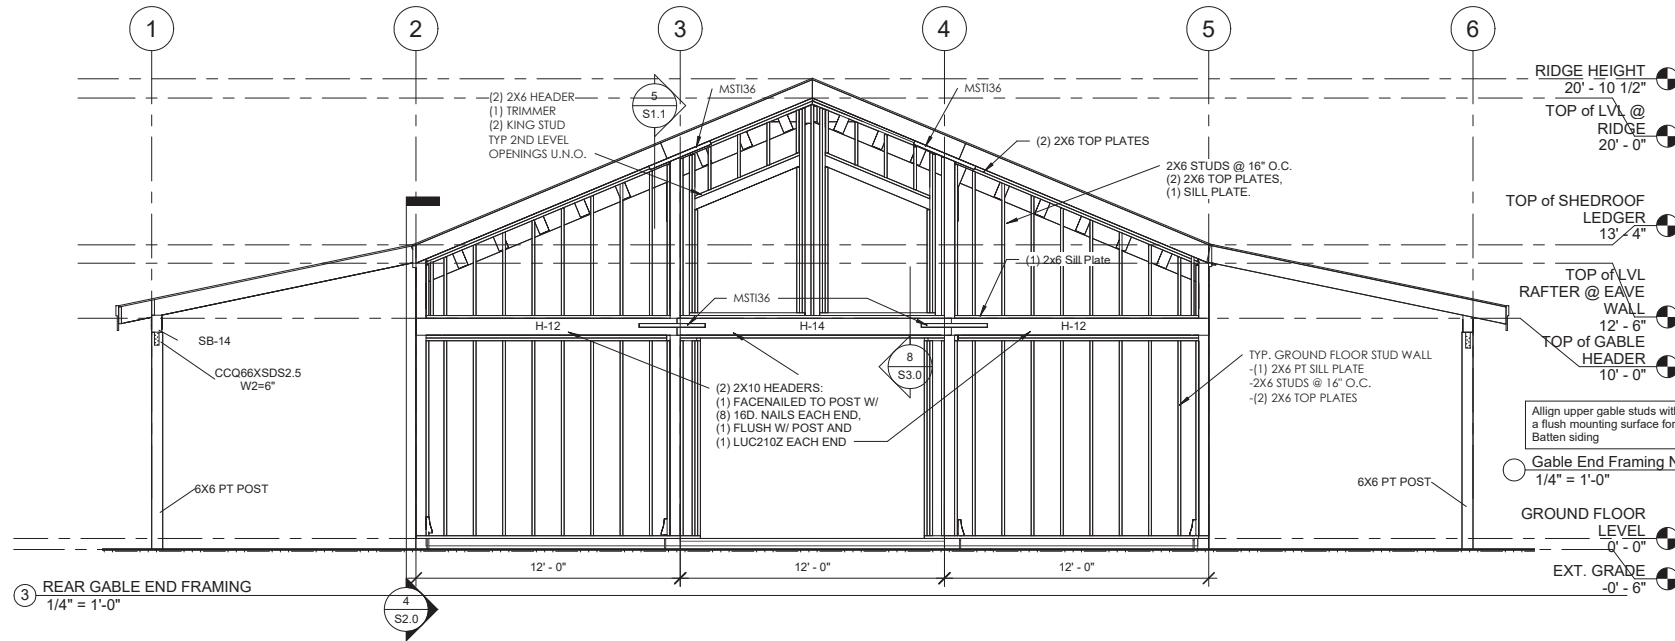 1
2
3
4
5
6
RIDGE HEIGHT
20' - 10 1/2"
TOP of LVL @
RIDGE
20' - 0"
TOP of SHEDROOF
LEDGER
13' - 4"
TOP of LVL
RAFTER @ EAVE
WALL
12' - 6"
TOP of GABLE
HEADER
10' - 0"
(2) 2X6 HEADER
(1) TRIMMER
(2) KING STUD
TYP 2ND LEVEL
OPENINGS U.N.O.
5
S1.1
MSTI36
MSTI36
(2) 2X6 TOP PLATES
2X6 STUDS @ 16" O.C.
(2) 2X6 TOP PLATES,
(1) SILL PLATE.
(1) 2x6 Sill Plate
MSTI36
H-12
H-14
H-12
SB-14
CCQ66XSDS2.5
W2=6"
8
S3.0
(2) 2X10 HEADERS:
(1) FACENAILED TO POST W/
(8) 16D. NAILS EACH END,
(1) FLUSH W/ POST AND
(1) LUC210Z EACH END
TYP. GROUND FLOOR STUD WALL
-(1) 2X6 PT SILL PLATE
-2X6 STUDS @ 16" O.C.
-(2) 2X6 TOP PLATES
Allign upper gable studs with
a flush mounting surface for
Batten siding
Gable End Framing N
1/4" = 1'-0"
6X6 PT POST
6X6 PT POST
GROUND FLOOR
LEVEL
0' - 0"
EXT. GRADE
-0' - 6"
12' - 0"
12' - 0"
12' - 0"
3
REAR GABLE END FRAMING
1/4" = 1'-0"
4
S2.0